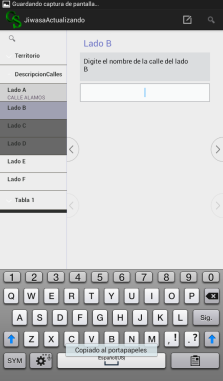 Guardando captura de pantalla...
JiwasaActualizando
Territorio
DescripcionCalles
Lado A
CALLE ALAMOS
Lado B
Lado C
Lado D
Lado E
Lado F
Tabla 1
Lado B
Digite el nombre de la calle del lado
B
1 2 3 4 5 6 7 8 9 0
Q W E R T Y U I O P
A S D F G H J K L Sig.
Z X C V B N M , ! . ?
Copiado al portapapeles
SYM Español(US)